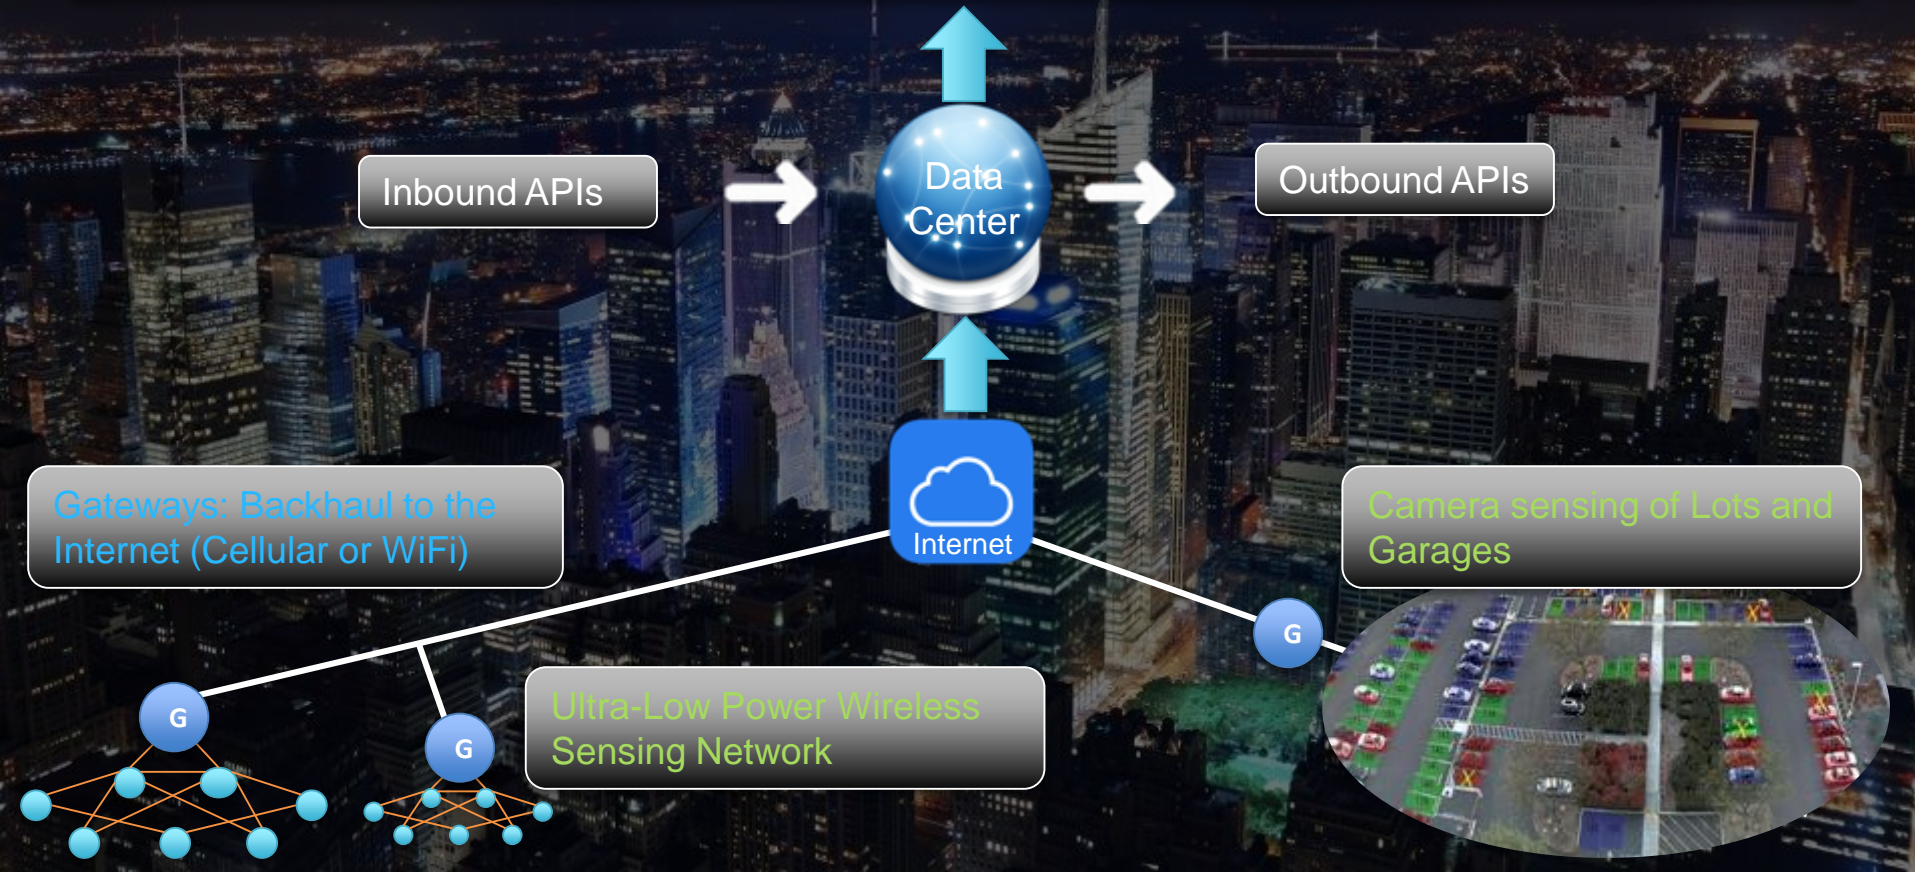 Inbound APIs
Data
Center
Outbound APIs
Gateways: Backhaul to the
Internet (Cellular or WiFi)
Internet
Camera sensing of Lots and
Garages
G
Ultra-Low Power Wireless
Sensing Network
G
G